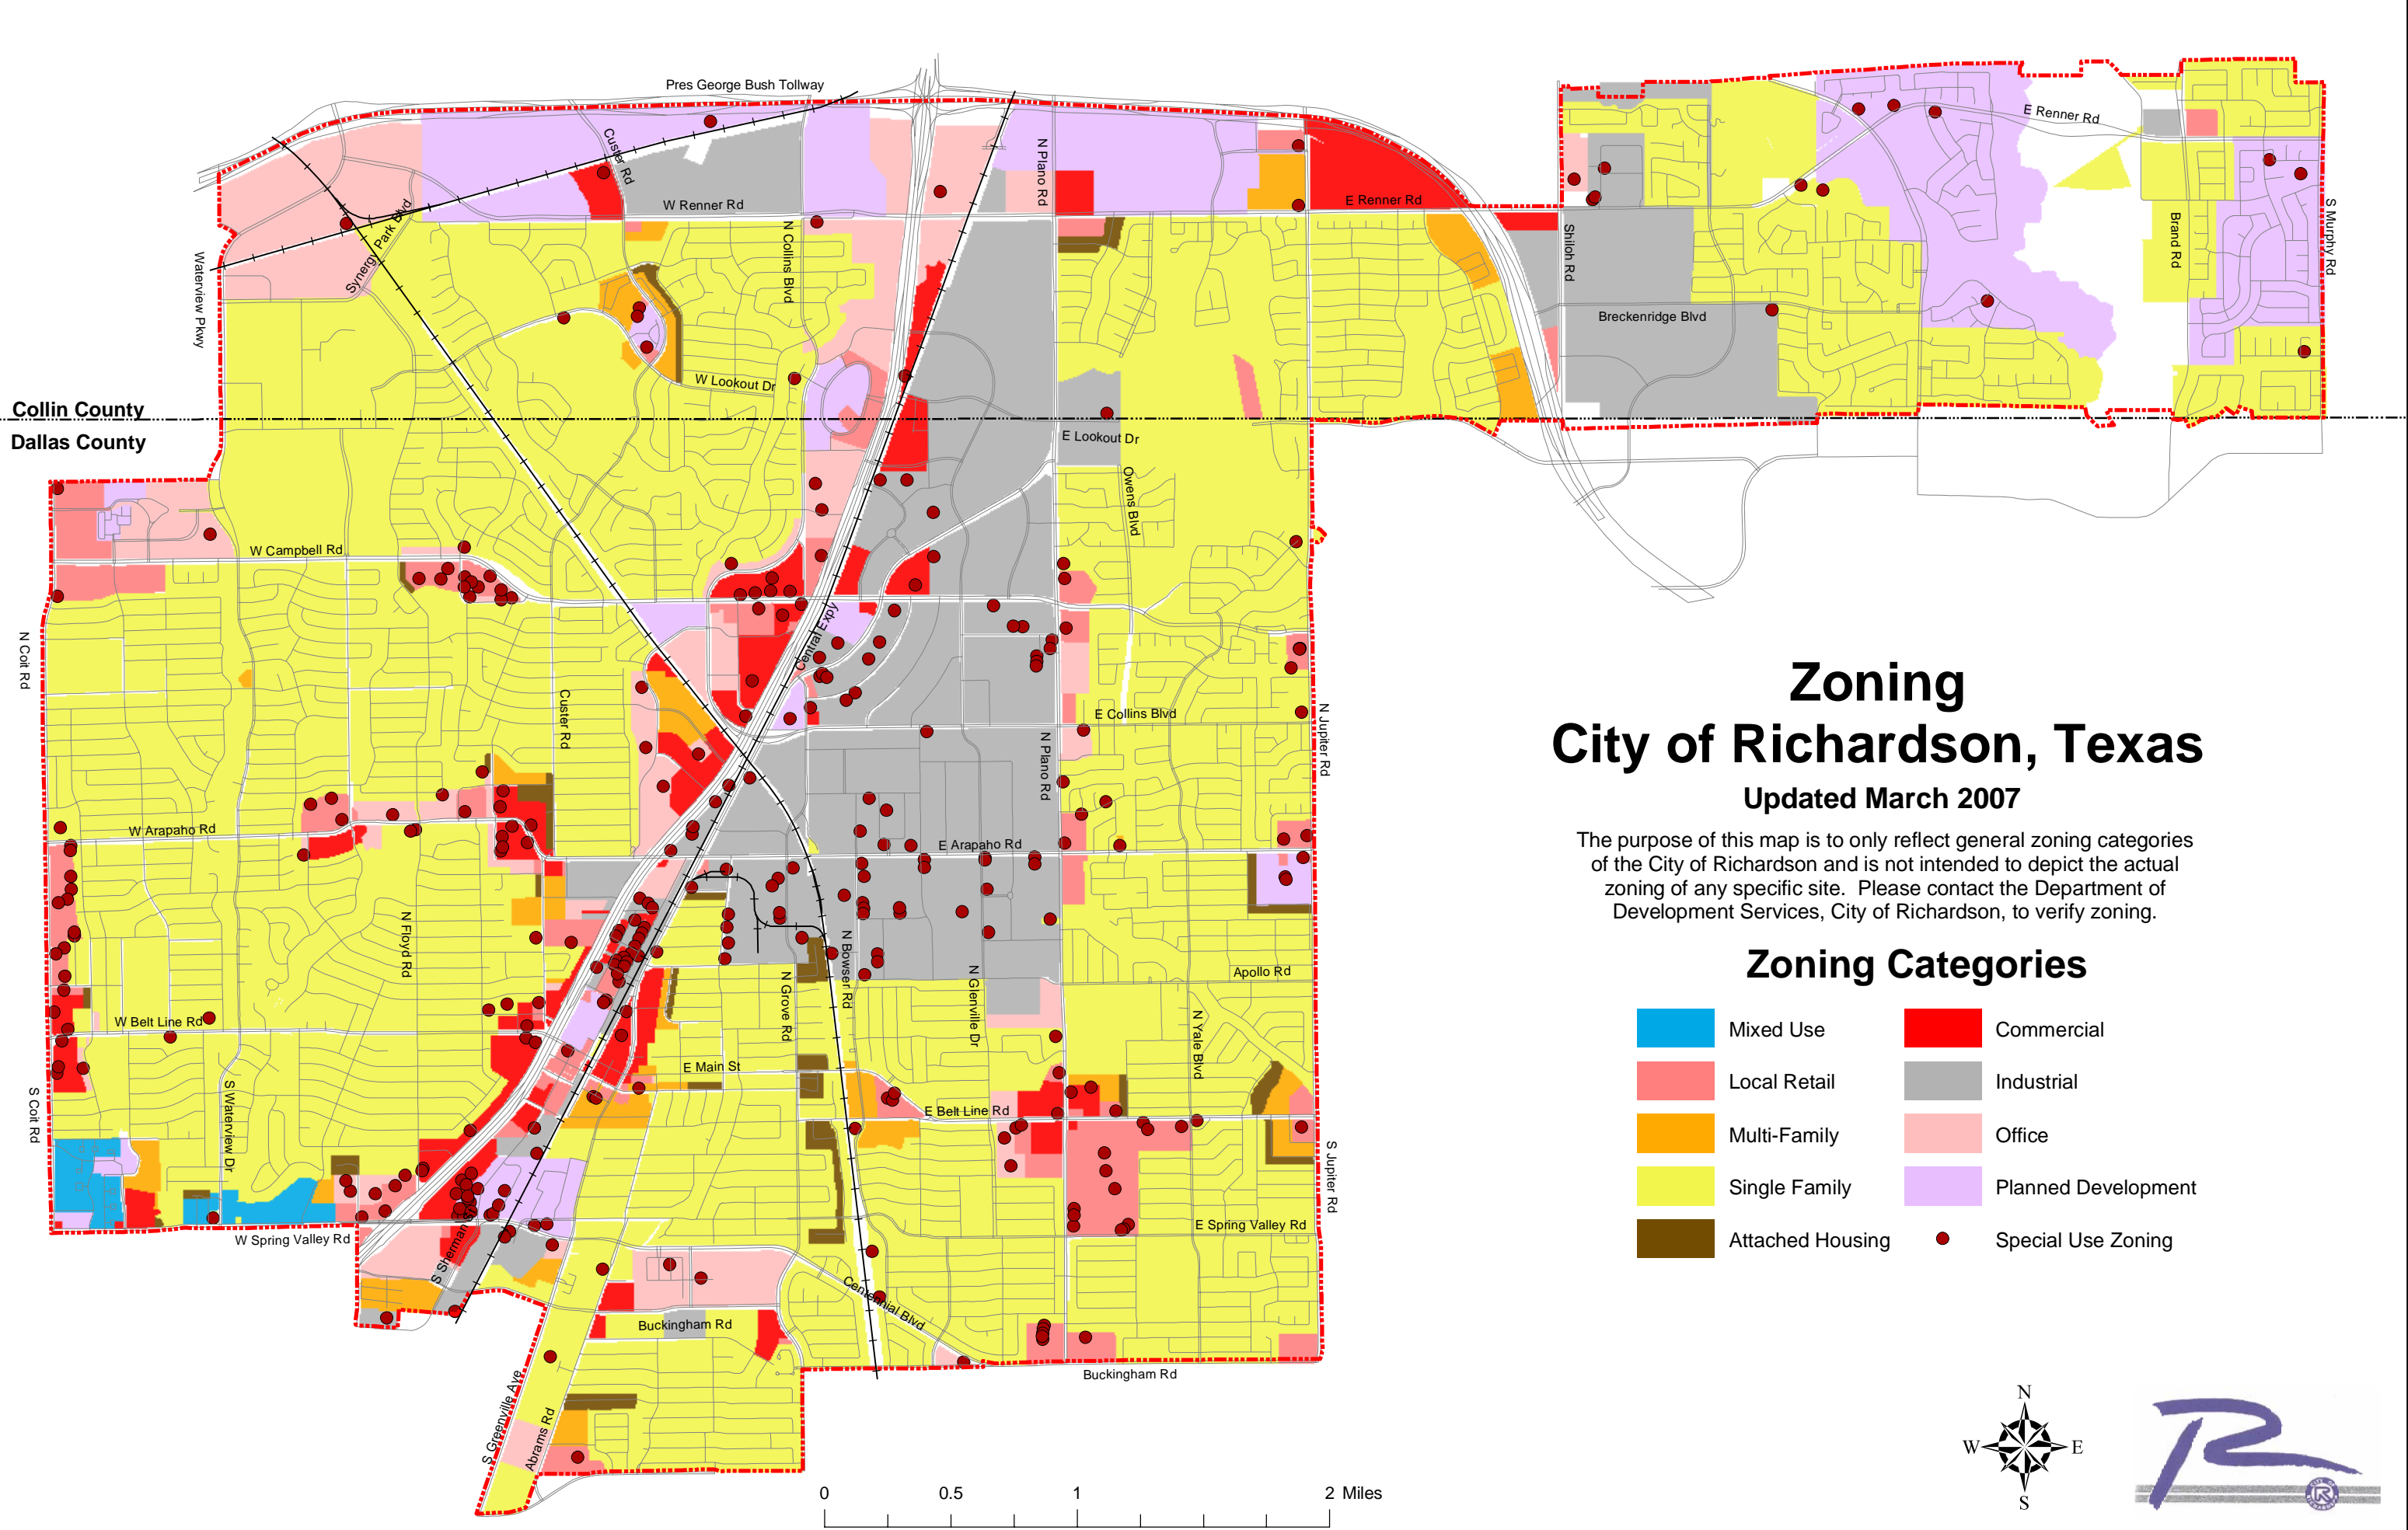 Pres George Bush Tollway
Custer Rd
N Plano Rd
E Renner Rd
W Renner Rd
E Renner Rd
Synergy Park Blvd
N Collins Blvd
Waterview Pkwy
Shiloh Rd
Brand Rd
S Murphy Rd
Breckenridge Blvd
W Lookout Dr
Collin County
Dallas County
E Lookout Dr
Owens Blvd
W Campbell Rd
N Coit Rd
Central Expy
Custer Rd
E Collins Blvd
N Jupiter Rd
N Plano Rd
W Arapaho Rd
E Arapaho Rd
N Floyd Rd
N Bowser Rd
N Grove Rd
N Glenville Dr
Apollo Rd
W Belt Line Rd
N Yale Blvd
E Main St
S Coit Rd
S Waterview Dr
E Belt Line Rd
S Jupiter Rd
W Spring Valley Rd
E Spring Valley Rd
S Sherman St
Centennial Blvd
Buckingham Rd
Buckingham Rd
S Greenville Ave
Abrams Rd
Zoning
City of Richardson, Texas
Updated March 2007
The purpose of this map is to only reflect general zoning categories
of the City of Richardson and is not intended to depict the actual
zoning of any specific site. Please contact the Department of
Development Services, City of Richardson, to verify zoning.
Zoning Categories
Mixed Use
Commercial
Local Retail
Industrial
Multi-Family
Office
Single Family
Planned Development
Attached Housing
Special Use Zoning
N
W E
S
R
0 0.5 1 2 Miles